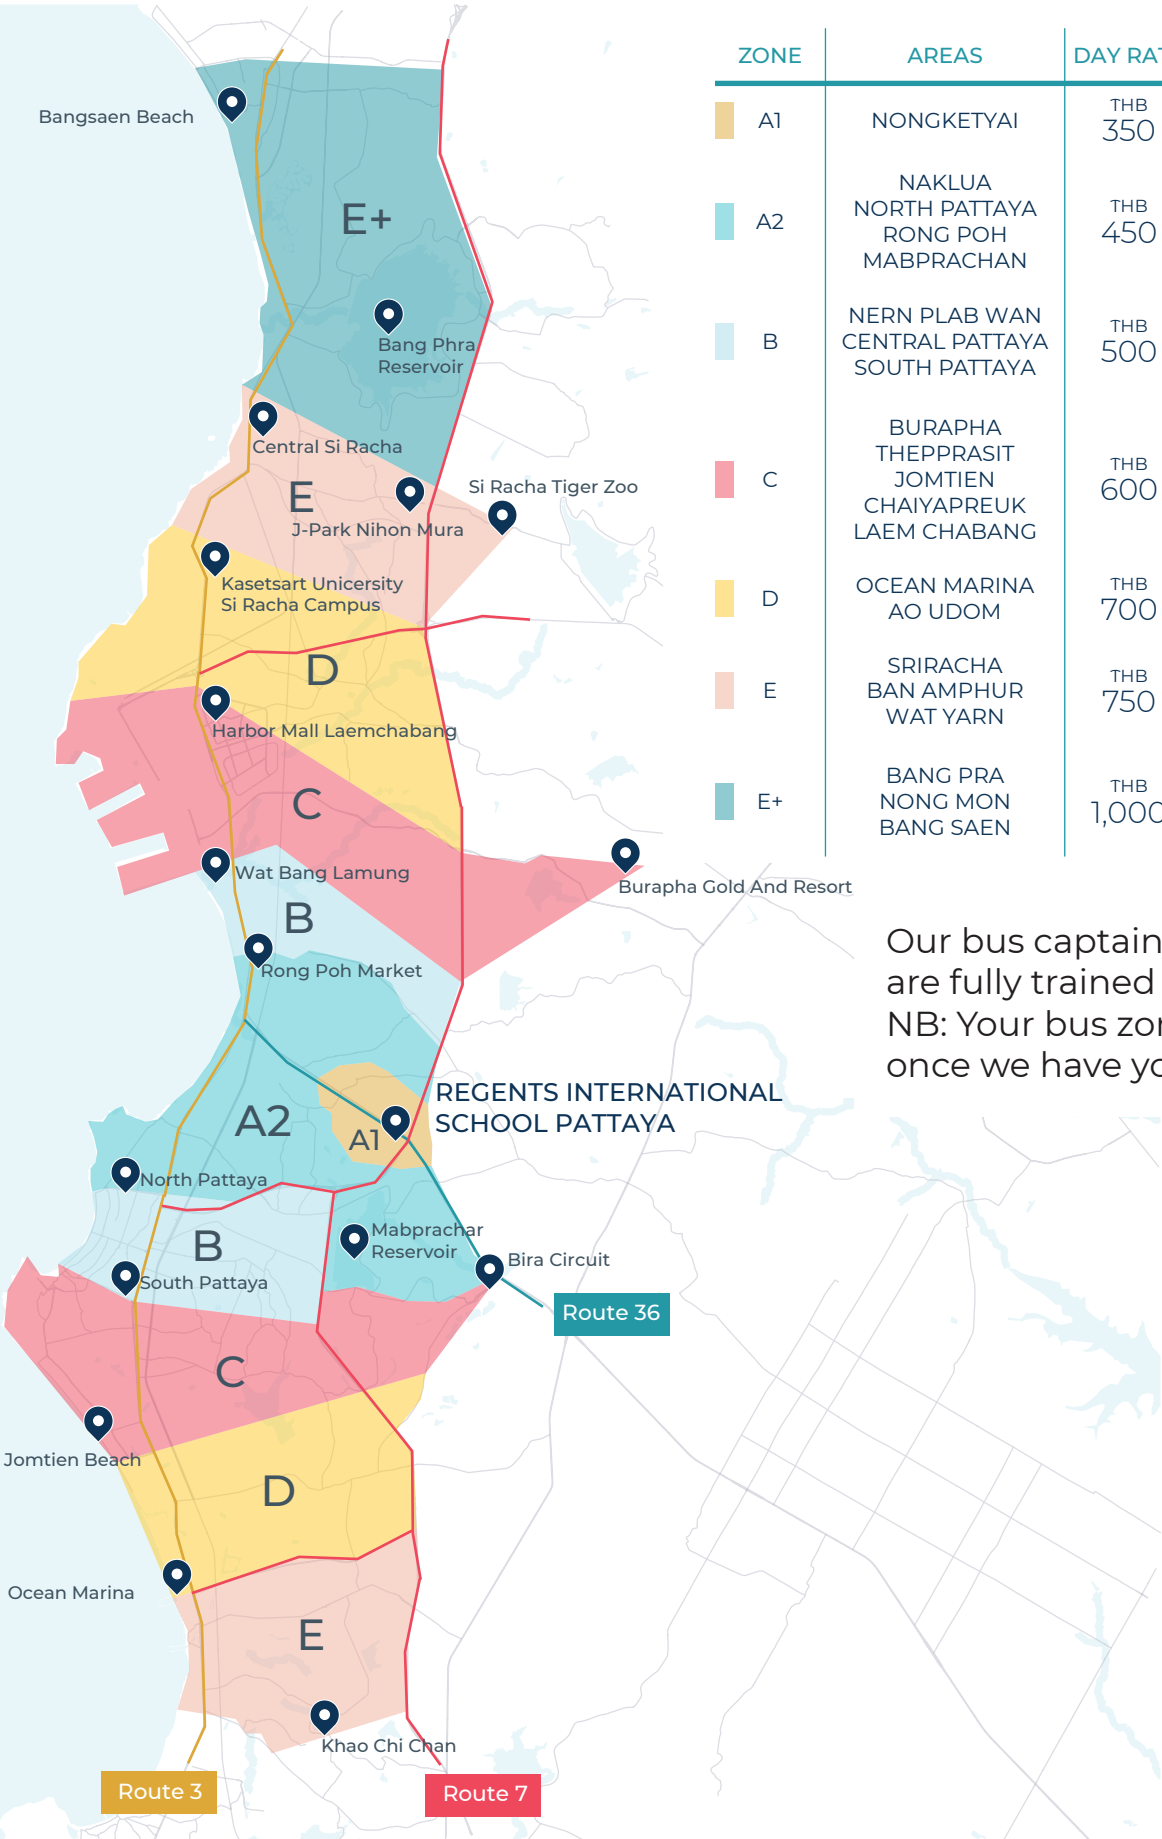 ZONE
AREAS
DAY RAT
A1
NONGKETYAI
THB
350
A2
NAKLUA
NORTH PATTAYA
RONG POH
MABPRACHAN
THB
450
B
NERN PLAB WAN
CENTRAL PATTAYA
SOUTH PATTAYA
THB
500
C
BURAPHA
THEPPRASIT
JOMTIEN
CHAIYAPREUK
LAEM CHABANG
THB
600
D
OCEAN MARINA
AO UDOM
THB
700
E
SRIRACHA
BAN AMPHUR
WAT YARN
THB
750
E+
BANG PRA
NONG MON
BANG SAEN
THB
1,000
Bangsaen Beach
E+
Bang Phra
Reservoir
Central Si Racha
E
Si Racha Tiger Zoo
J-Park Nihon Mura
Kasetsart Unicersity
Si Racha Campus
D
Harbor Mall Laemchabang
C
Wat Bang Lamung
Burapha Gold And Resort
B
Rong Poh Market
Our bus captain
are fully trained
NB: Your bus zor
once we have yo
REGENTS INTERNATIONAL
SCHOOL PATTAYA
A2
A1
North Pattaya
B
Mabprachar
Reservoir
Bira Circuit
South Pattaya
Route 36
C
Jomtien Beach
D
Ocean Marina
E
Khao Chi Chan
Route 3
Route 7